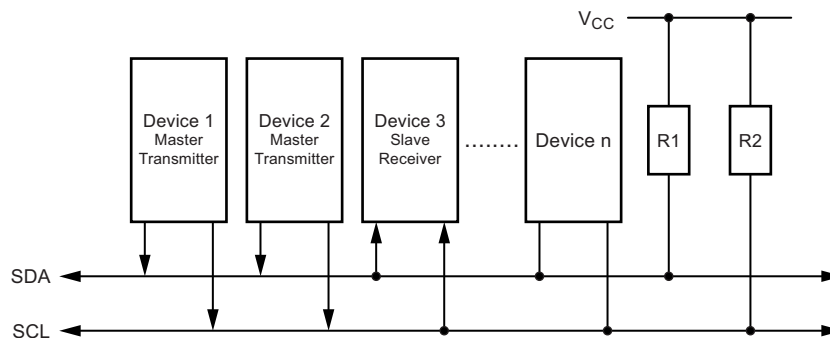 VCC
Device 1
Master
Transmitter
Device 2
Master
Transmitter
Device 3
Slave
Receiver
........
Device n
R1
R2
SDA
SCL